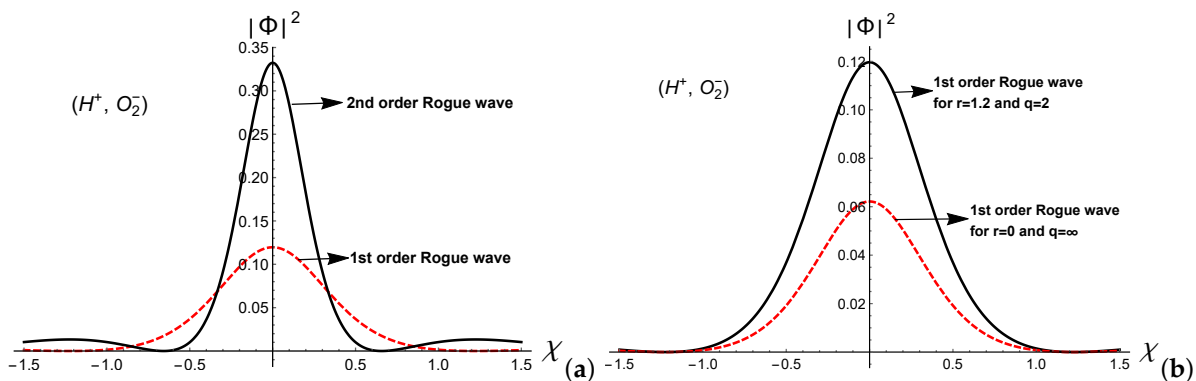 |Φ|²
0.35
0.30
0.25
0.20
0.15
0.10
0.05
(H⁺, O₂⁻)
2nd order Rogue wave
1st order Rogue wave
−1.5 −1.0 −0.5 0.0 0.5 1.0 1.5
χ
(a)
|Φ|²
0.12
0.10
0.08
0.06
0.04
0.02
(H⁺, O₂⁻)
1st order Rogue wave
for r=1.2 and q=2
1st order Rogue wave
for r=0 and q=∞
−1.5 −1.0 −0.5 0.0 0.5 1.0 1.5
χ
(b)